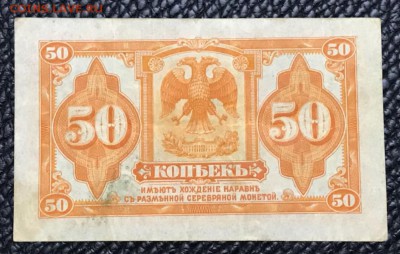 50 50
50 50
КОПѢЕКЪ
ИМѢЮТЪ ХОЖДЕНІЕ НАРАВНѢ
СЪ РАЗМѢННОЙ СЕРЕБРЯНОЙ МОНЕТОЙ.
50 50